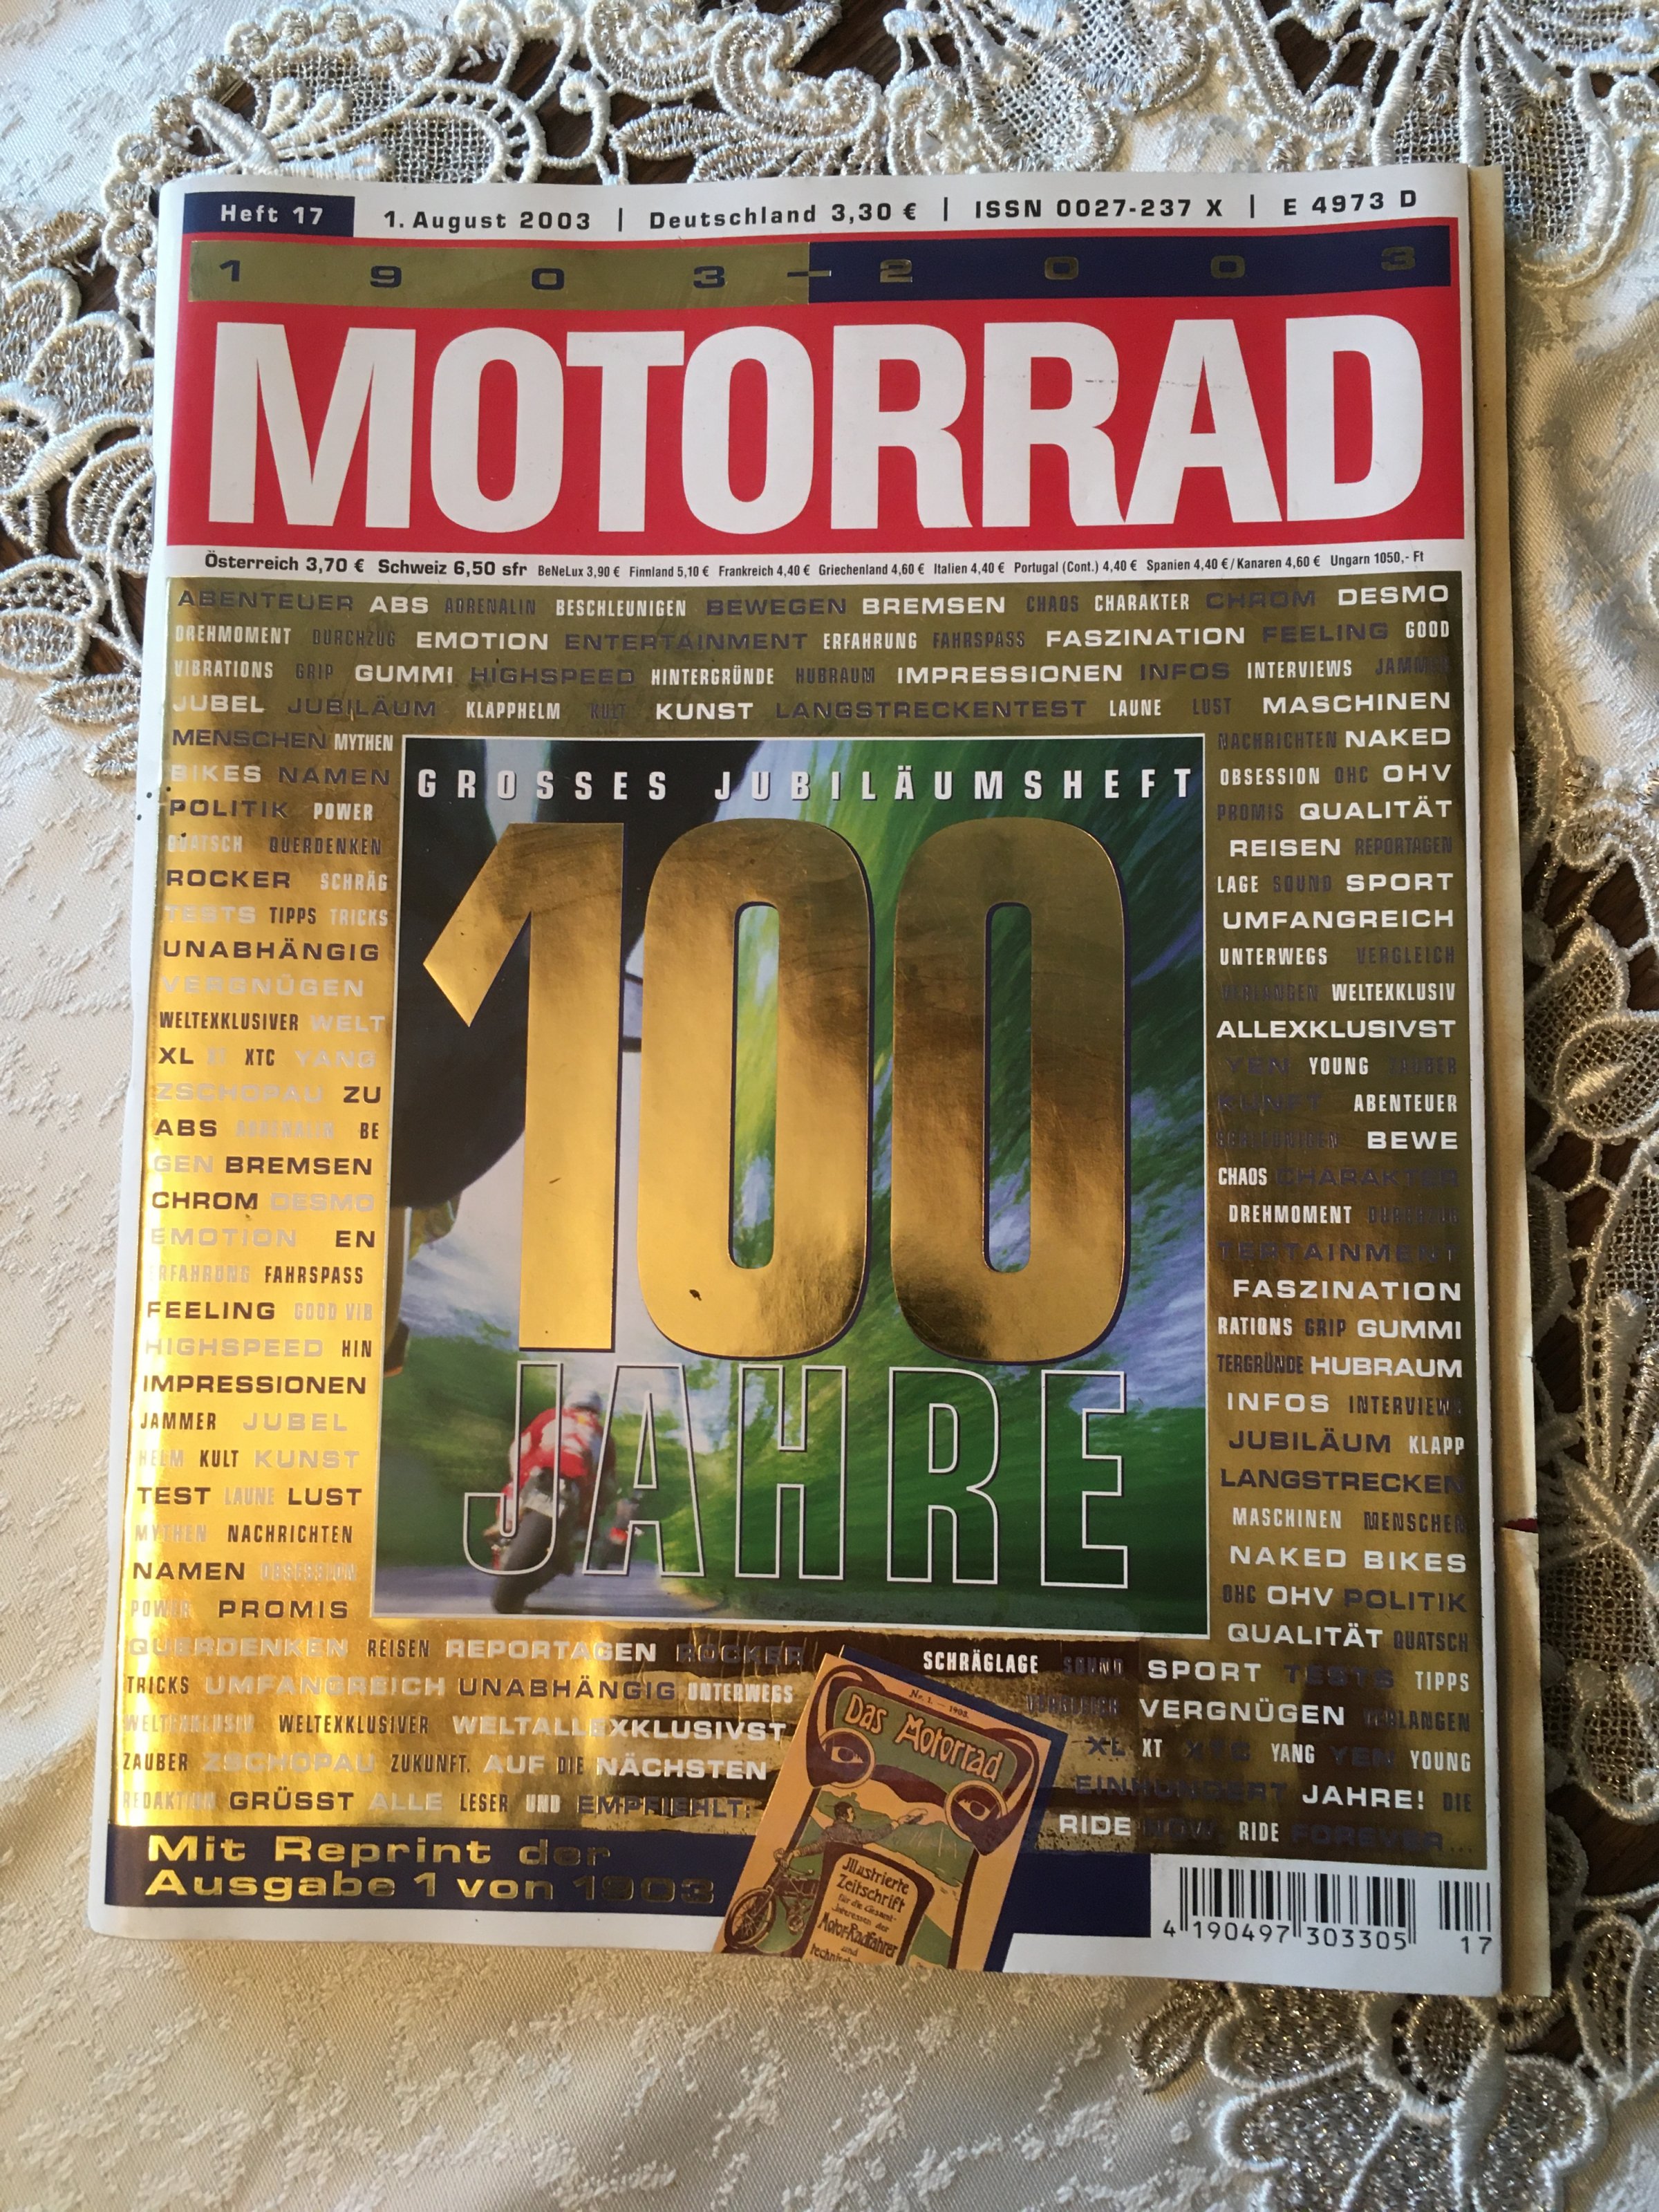 Heft 17 1. August 2003 | Deutschland 3,30 € | ISSN 0027-237 X | E 4973 D
1903–2003
MOTORRAD
Österreich 3,70 € Schweiz 6,50 sfr BeNeLux 3,90 € Finnland 5,10 € Frankreich 4,40 € Griechenland 4,60 € Italien 4,40 € Portugal (Cont.) 4,40 € Spanien 4,40 € / Kanaren 4,60 € Ungarn 1050,- Ft
ABENTEUER ABS ADRENALIN BESCHLEUNIGEN BEWEGEN BREMSEN CHAOS CHARAKTER CHROM DESMO
DREHMOMENT DURCHZUG EMOTION ENTERTAINMENT ERFAHRUNG FAHRSPASS FASZINATION FEELING GOOD
VIBRATIONS GRIP GUMMI HIGHSPEED HINTERGRÜNDE HUBRAUM IMPRESSIONEN INFOS INTERVIEWS JAMMER
JUBEL JUBILÄUM KLAPPHELM KULT KUNST LANGSTRECKENTEST LAUNE LUST MASCHINEN
MENSCHEN MYTHEN NACHRICHTEN NAKED
BIKES NAMEN OBSESSION OHC OHV
POLITIK POWER PROMIS QUALITÄT
QUATSCH QUERDENKEN REISEN REPORTAGEN
ROCKER SCHRÄG LAGE SOUND SPORT
TESTS TIPPS TRICKS UMFANGREICH
UNABHÄNGIG UNTERWEGS VERGLEICH
VERGNÜGEN VERLANGEN WELTEXKLUSIV
WELTEXKLUSIVER WELT ALLEXKLUSIVST
XL XT XTC YANG YEN YOUNG ZAUBER
ZSCHOPAU ZU KUNFT ABENTEUER
ABS ADRENALIN BE SCHLEUNIGEN BEWE
GEN BREMSEN CHAOS CHARAKTER
CHROM DESMO DREHMOMENT DURCHZUG
EMOTION EN TERTAINMENT
ERFAHRUNG FAHRSPASS FASZINATION
FEELING GOOD VIB RATIONS GRIP GUMMI
HIGHSPEED HIN TERGRÜNDE HUBRAUM
IMPRESSIONEN INFOS INTERVIEWS
JAMMER JUBEL JUBILÄUM KLAPP
HELM KULT KUNST LANGSTRECKEN
TEST LAUNE LUST MASCHINEN MENSCHEN
MYTHEN NACHRICHTEN NAKED BIKES
NAMEN OBSESSION OHC OHV POLITIK
POWER PROMIS QUALITÄT QUATSCH
GROSSES JUBILÄUMSHEFT
100
JAHRE
QUERDENKEN REISEN REPORTAGEN ROCKER SCHRÄGLAGE SOUND SPORT TESTS TIPPS
TRICKS UMFANGREICH UNABHÄNGIG UNTERWEGS VERGLEICH VERGNÜGEN VERLANGEN
WELTEXKLUSIV WELTEXKLUSIVER WELTALLEXKLUSIVST XL XT XTC YANG YEN YOUNG
ZAUBER ZSCHOPAU ZUKUNFT. AUF DIE NÄCHSTEN EINHUNDERT JAHRE! DIE
REDAKTION GRÜSST ALLE LESER UND EMPFIEHLT: RIDE NOW, RIDE FOREVER...
Mit Reprint der
Ausgabe 1 von 1903
Nr. 1. — 1903.
Das Motorrad
Illustrierte
Zeitschrift
für die Gesamt-
Interessen der
Motor-Radfahrer
und
4 190497 303305 17